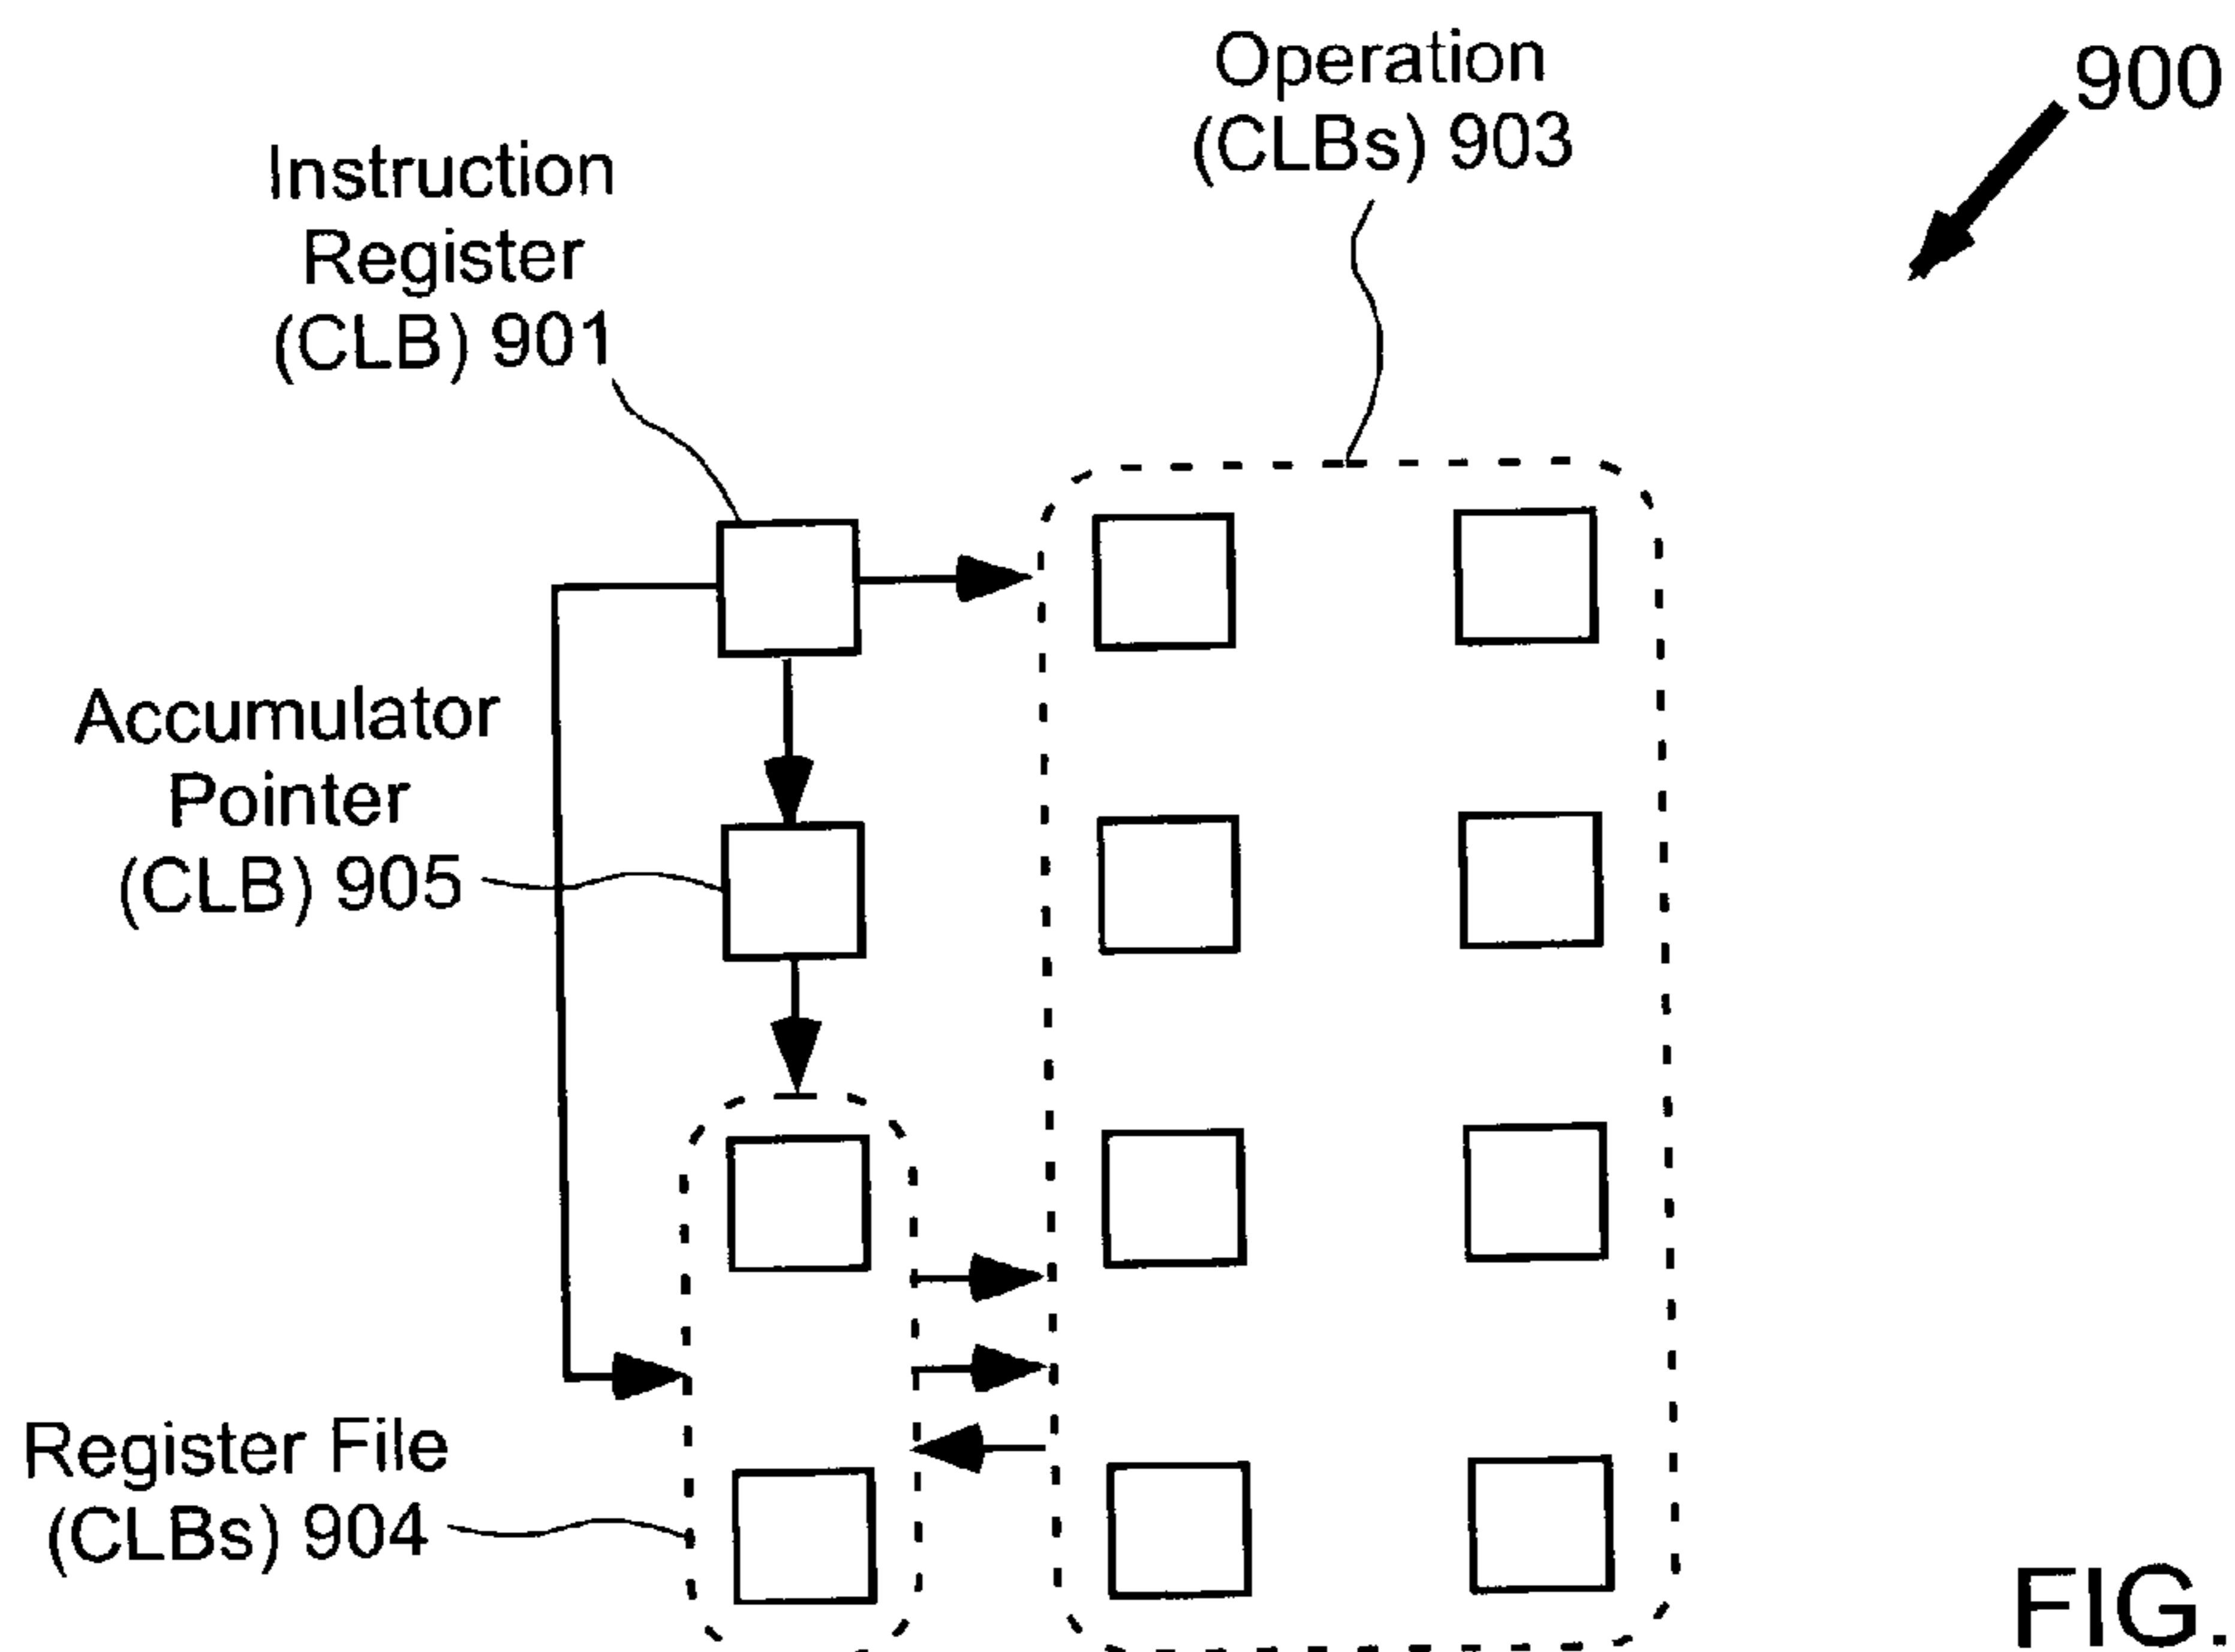 Operation
(CLBs) 903
900
Instruction
Register
(CLB) 901
Accumulator
Pointer
(CLB) 905
Register File
(CLBs) 904
FIG.